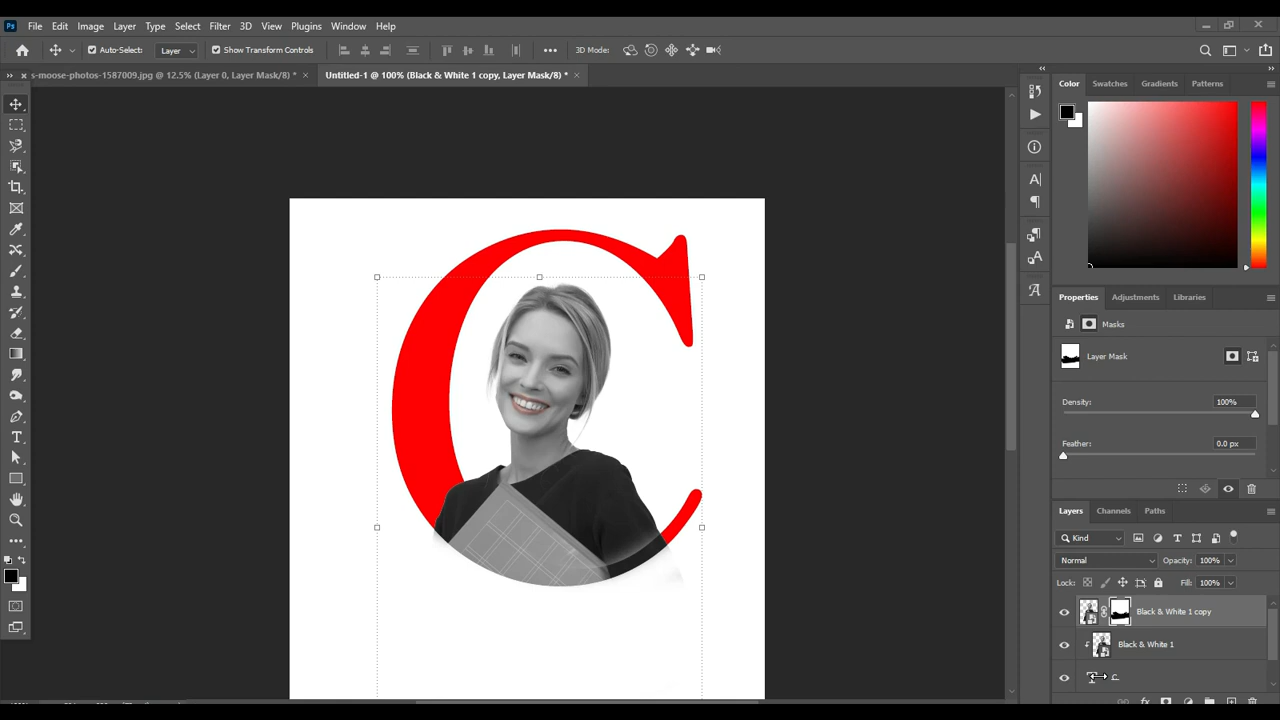 Ps File Edit Image Layer Type Select Filter 3D View Plugins Window Help
Auto-Select: Layer Show Transform Controls 3D Mode:
s-moose-photos-1587009.jpg @ 12.5% (Layer 0, Layer Mask/8) * Untitled-1 @ 100% (Black & White 1 copy, Layer Mask/8) *
Color Swatches Gradients Patterns
C
Properties Adjustments Libraries
Masks
Layer Mask
Density: 100%
Feather: 0.0 px
Layers Channels Paths
Kind
Normal Opacity: 100%
Lock: Fill: 100%
Black & White 1 copy
Black & White 1